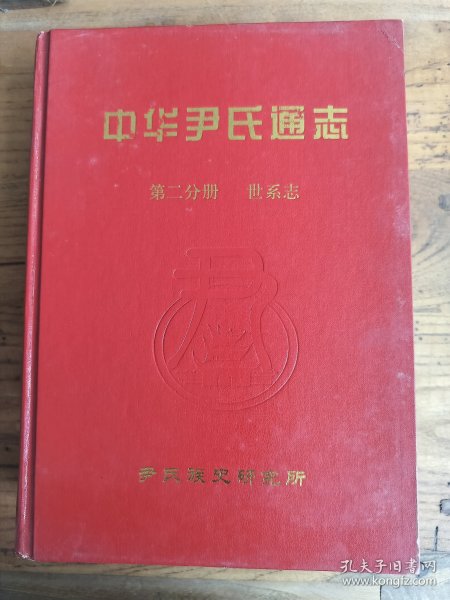 中华尹氏通志
第二分册 世系志
尹氏族史研究所
孔夫子旧书网
www.kongfz.com